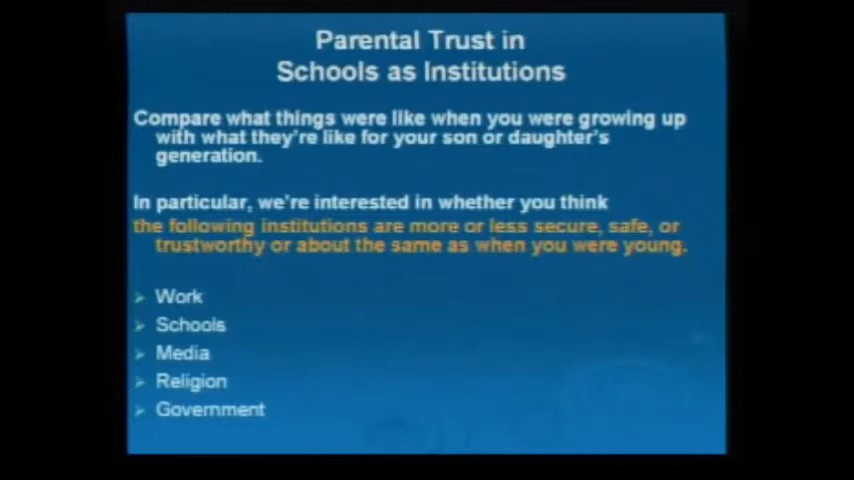 Parental Trust in
Schools as Institutions
Compare what things were like when you were growing up
with what they're like for your son or daughter's
generation.
In particular, we're interested in whether you think
the following institutions are more or less secure, safe, or
trustworthy or about the same as when you were young.
Work
Schools
Media
Religion
Government